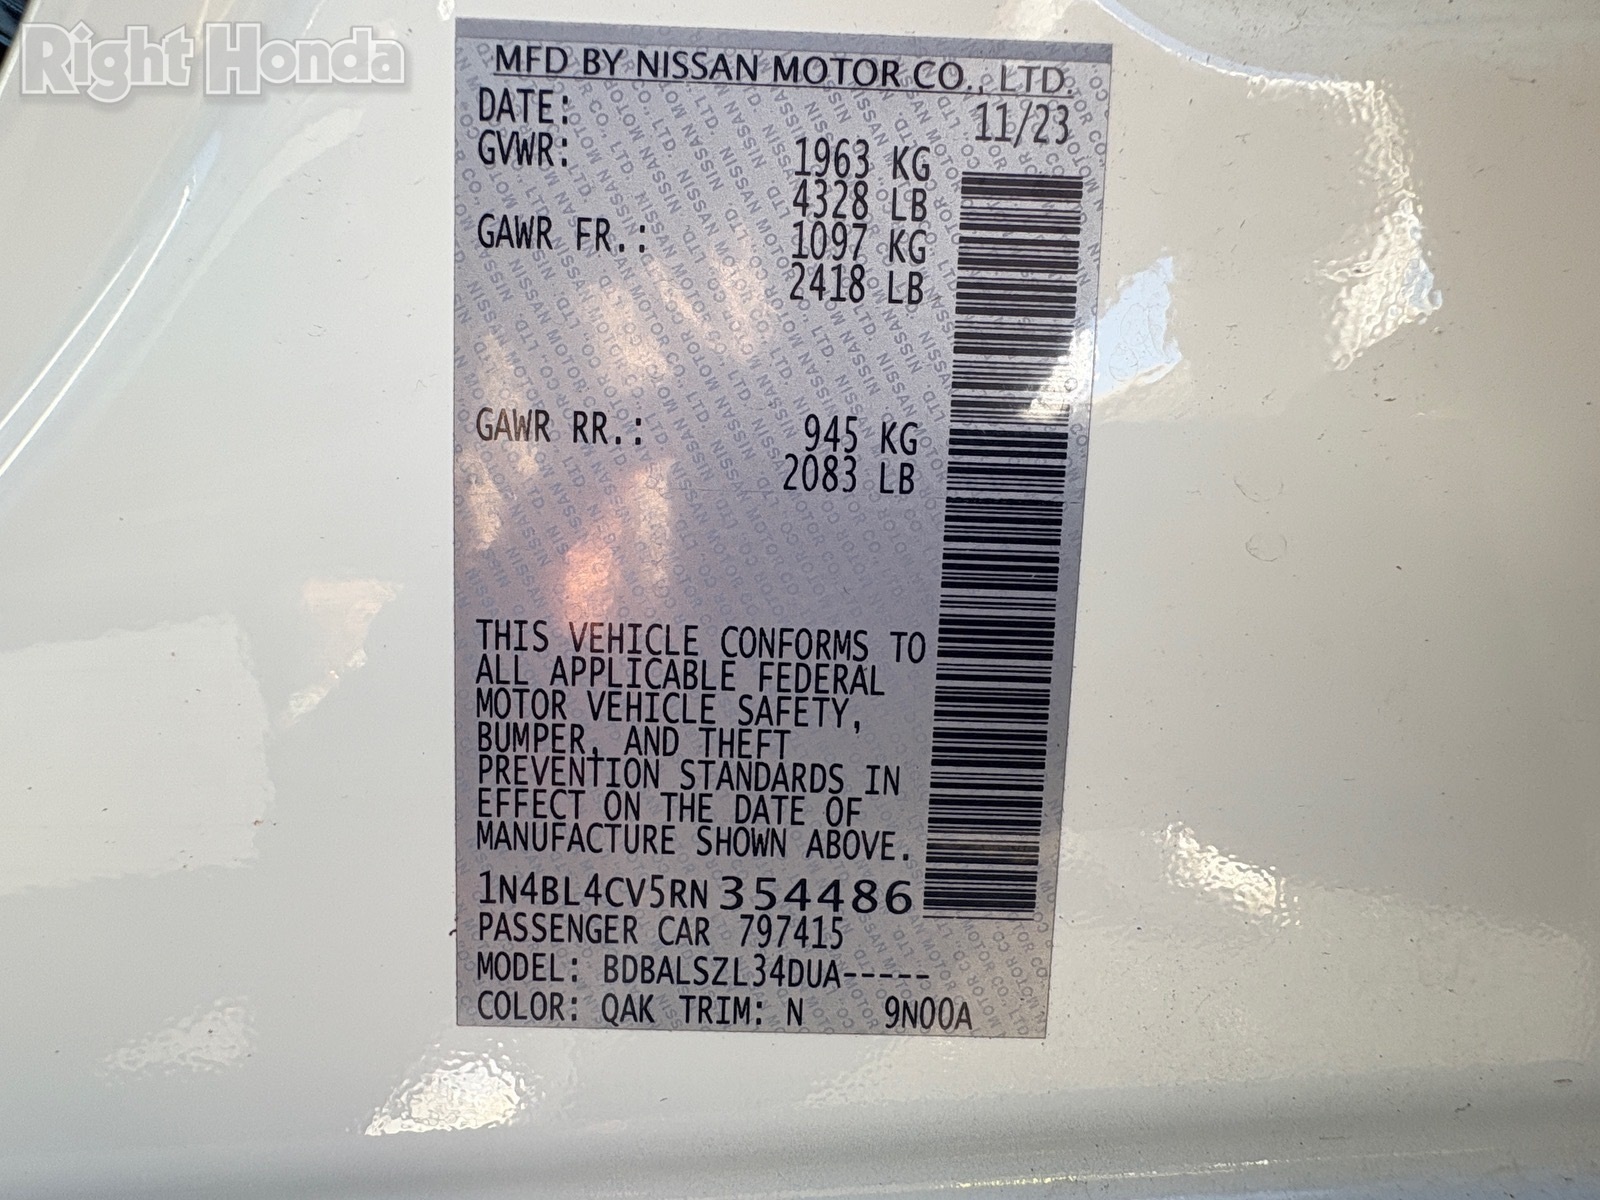 Right Honda
MFD BY NISSAN MOTOR CO., LTD.
DATE: 11/23
GVWR: 1963 KG
4328 LB
GAWR FR.: 1097 KG
2418 LB
GAWR RR.: 945 KG
2083 LB
THIS VEHICLE CONFORMS TO
ALL APPLICABLE FEDERAL
MOTOR VEHICLE SAFETY,
BUMPER, AND THEFT
PREVENTION STANDARDS IN
EFFECT ON THE DATE OF
MANUFACTURE SHOWN ABOVE.
1N4BL4CV5RN354486
PASSENGER CAR 797415
MODEL: BDBALSZL34DUA-----
COLOR: QAK TRIM: N 9N00A